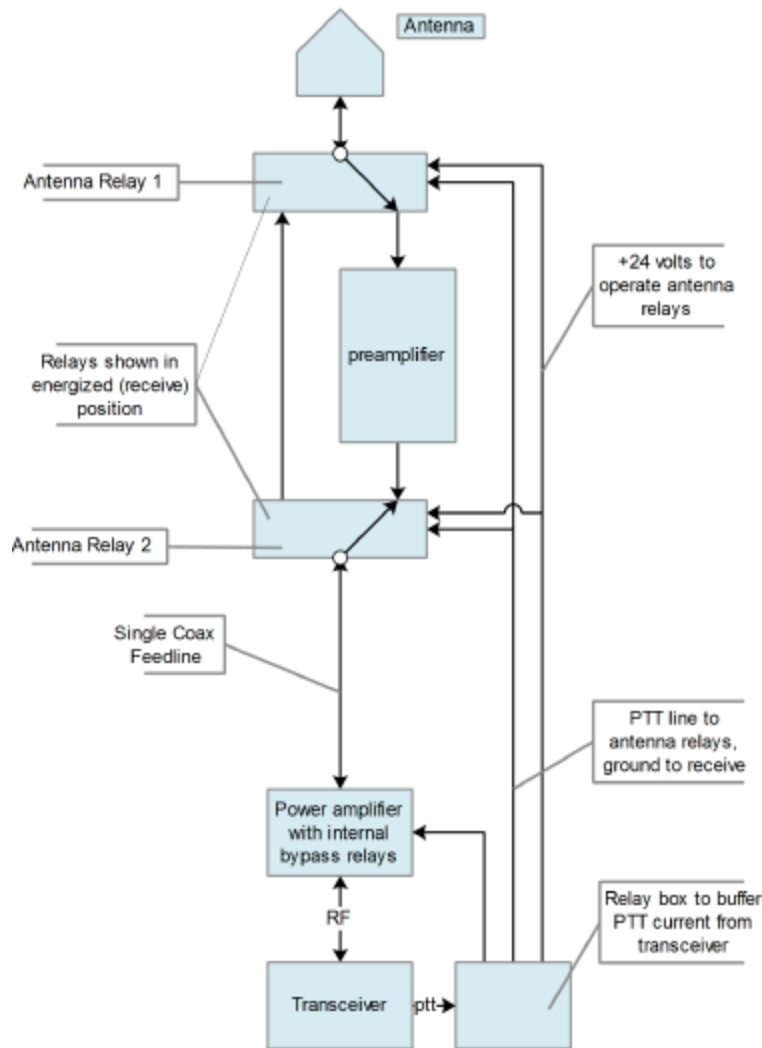 Antenna
Antenna Relay 1
+24 volts to
operate antenna
relays
preamplifier
Relays shown in
energized (receive)
position
Antenna Relay 2
Single Coax
Feedline
PTT line to
antenna relays,
ground to receive
Power amplifier
with internal
bypass relays
RF
Relay box to buffer
PTT current from
transceiver
Transceiver
ptt